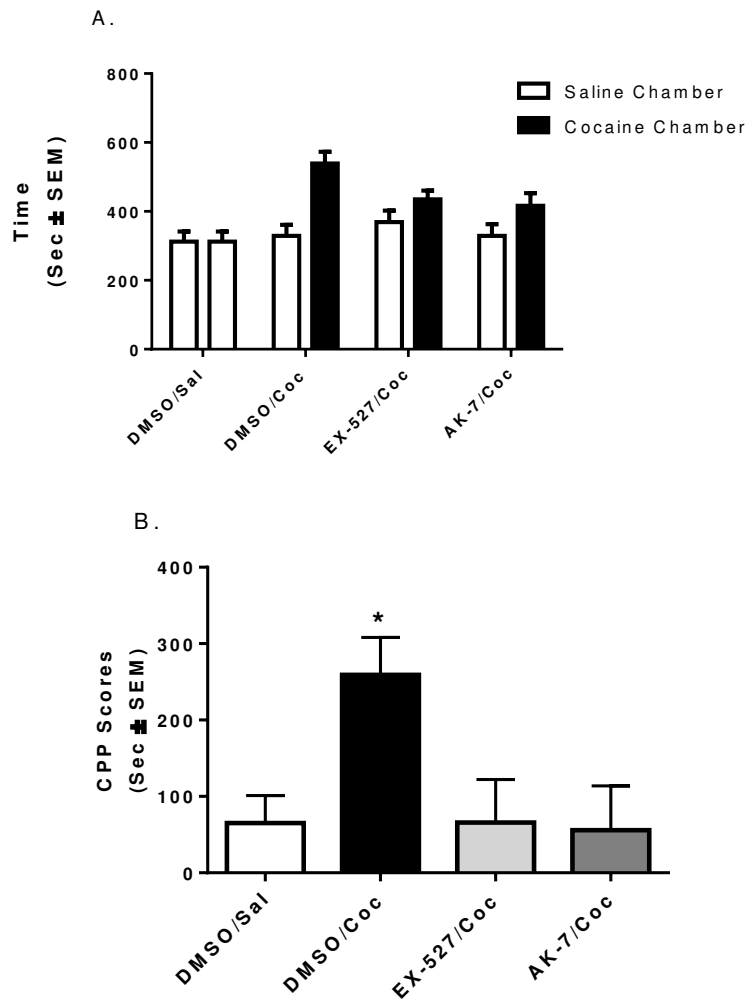 A.
Time
(Sec ± SEM)
800
600
400
200
0
Saline Chamber
Cocaine Chamber
DMSO/Sal
DMSO/Coc
EX-527/Coc
AK-7/Coc
B.
CPP Scores
(Sec ± SEM)
400
300
200
100
0
*
DMSO/Sal
DMSO/Coc
EX-527/Coc
AK-7/Coc